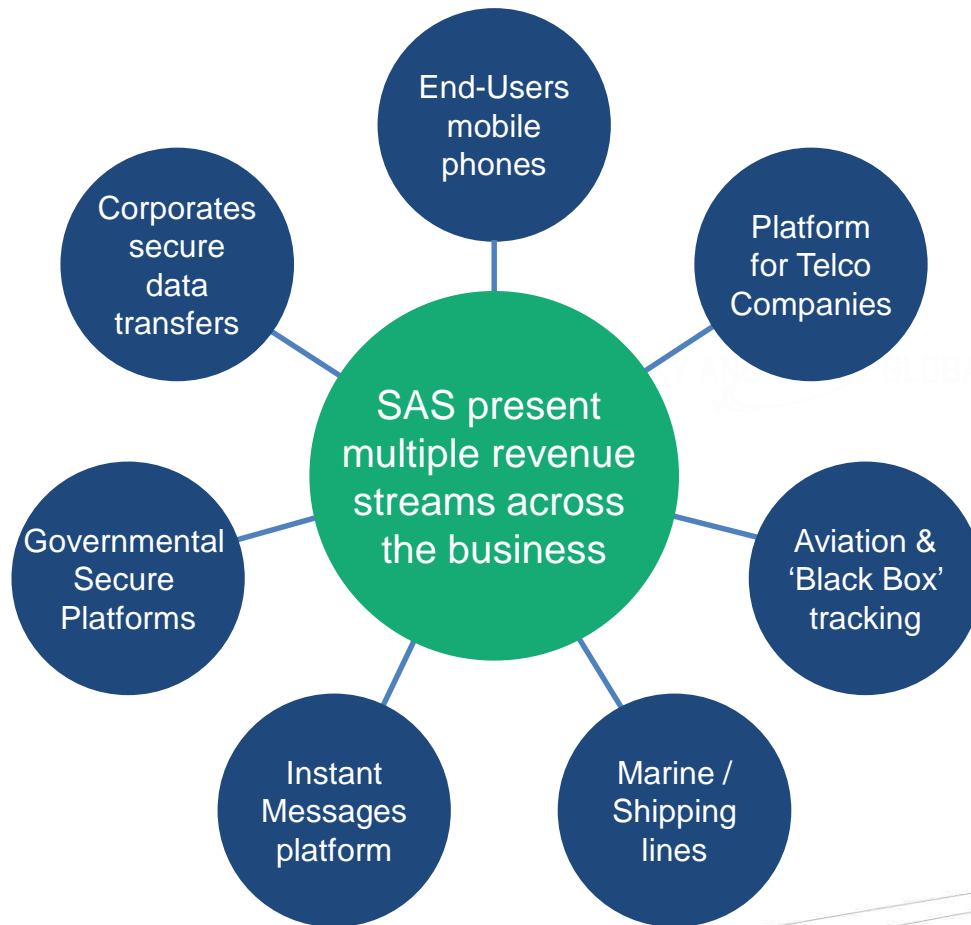 End-Users
mobile
phones
Platform
for Telco
Companies
Aviation &
‘Black Box’
tracking
Marine /
Shipping
lines
Instant
Messages
platform
Governmental
Secure
Platforms
Corporates
secure
data
transfers
SAS present
multiple revenue
streams across
the business